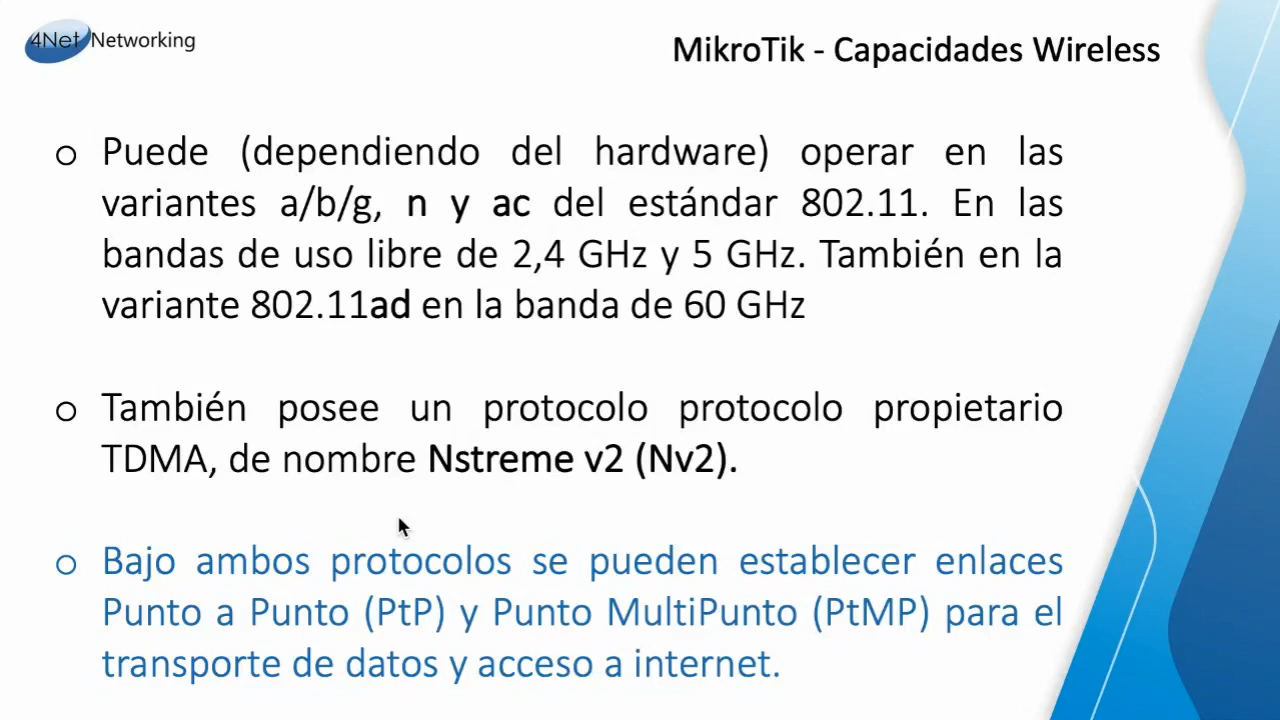 4Net Networking
MikroTik - Capacidades Wireless
o Puede (dependiendo del hardware) operar en las
variantes a/b/g, n y ac del estándar 802.11. En las
bandas de uso libre de 2,4 GHz y 5 GHz. También en la
variante 802.11ad en la banda de 60 GHz
o También posee un protocolo protocolo propietario
TDMA, de nombre Nstreme v2 (Nv2).
o Bajo ambos protocolos se pueden establecer enlaces
Punto a Punto (PtP) y Punto MultiPunto (PtMP) para el
transporte de datos y acceso a internet.